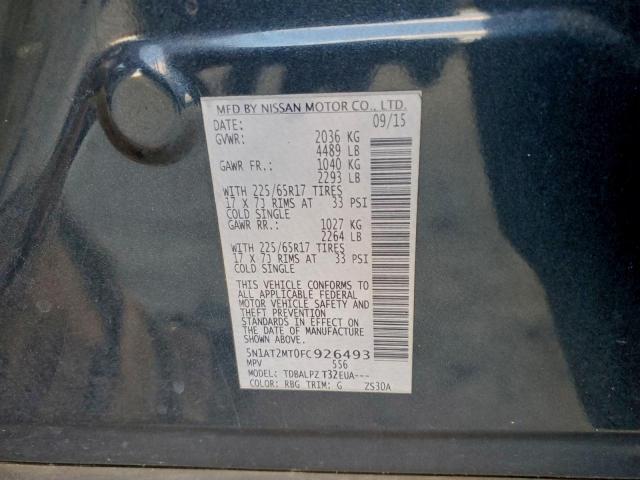 MFD BY NISSAN MOTOR CO., LTD.
DATE: 09/15
GVWR: 2036 KG
4489 LB
GAWR FR.: 1040 KG
2293 LB
WITH 225/65R17 TIRES
17 X 7J RIMS AT 33 PSI
COLD SINGLE
GAWR RR.: 1027 KG
2264 LB
WITH 225/65R17 TIRES
17 X 7J RIMS AT 33 PSI
COLD SINGLE
THIS VEHICLE CONFORMS TO
ALL APPLICABLE FEDERAL
MOTOR VEHICLE SAFETY
AND THEFT PREVENTION
STANDARDS IN EFFECT ON
THE DATE OF MANUFACTURE
SHOWN ABOVE.
5N1AT2MT0FC926493
MPV 556
MODEL: TDBALPZ T32EUA---
COLOR: RBG TRIM: G ZS3DA